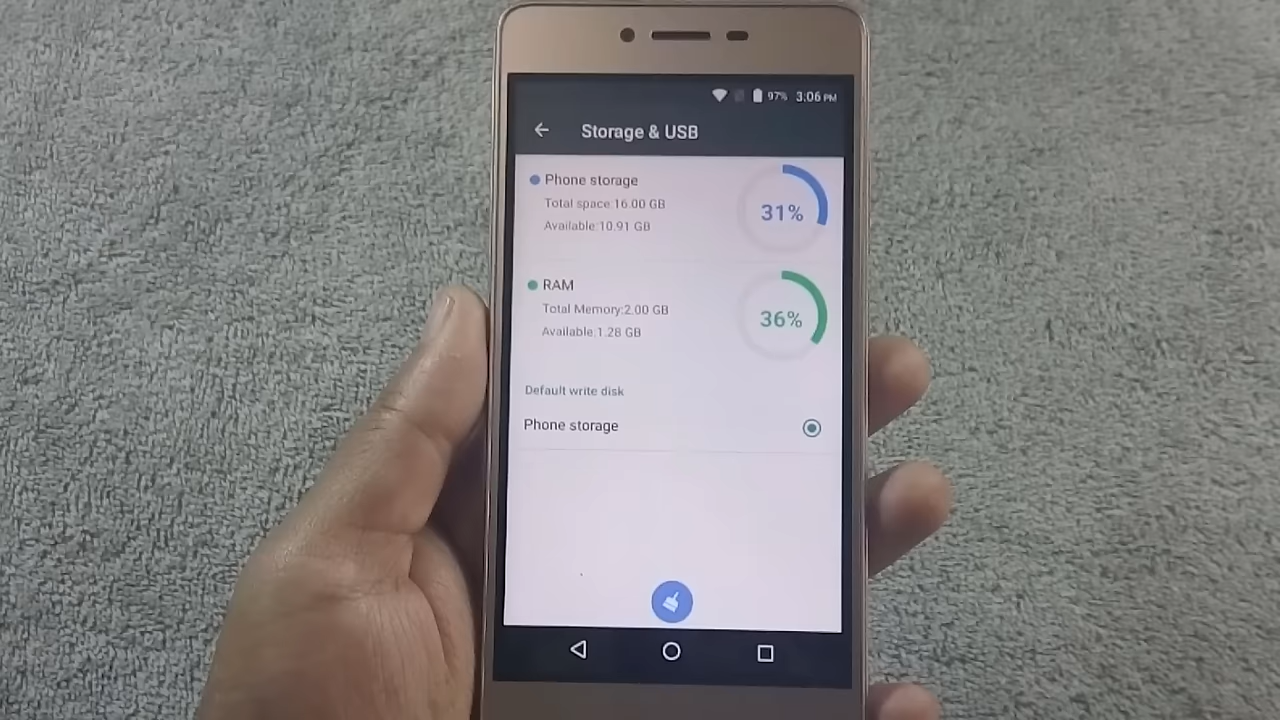 97% 3:06 PM
Storage & USB
Phone storage
Total space:16.00 GB
Available:10.91 GB
31%
RAM
Total Memory:2.00 GB
Available:1.28 GB
36%
Default write disk
Phone storage